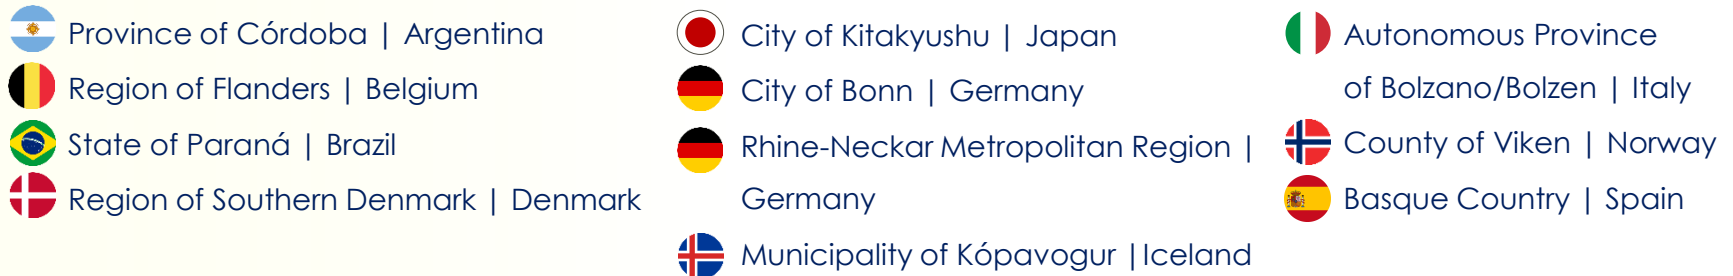 Province of Córdoba | Argentina
Region of Flanders | Belgium
State of Paraná | Brazil
Region of Southern Denmark | Denmark
City of Kitakyushu | Japan
City of Bonn | Germany
Rhine-Neckar Metropolitan Region |
Germany
Municipality of Kópavogur |Iceland
Autonomous Province
of Bolzano/Bolzen | Italy
County of Viken | Norway
Basque Country | Spain